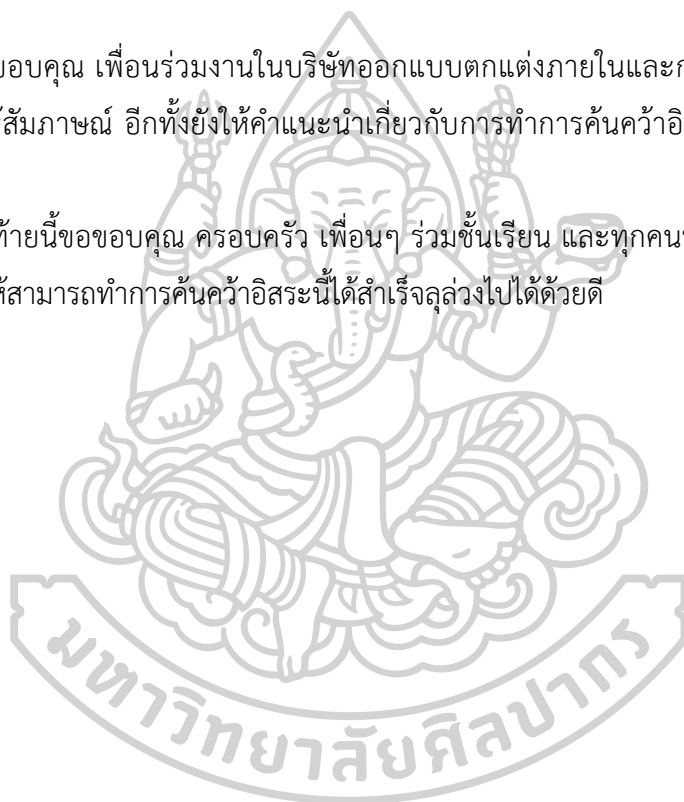 ขอบคุณ เพื่อนร่วมงานในบริษัทออกแบบตกแต่งภายในและ
สัมภาษณ์ อีกทั้งยังให้คำแนะนำเกี่ยวกับการทำการค้นคว้าอิ
ท้ายนี้ขอขอบคุณ ครอบครัว เพื่อนๆ ร่วมชั้นเรียน และทุกคน
ห้สามารถทำการค้นคว้าอิสระนี้ได้สำเร็จลุล่วงไปได้ด้วยดี
มหาวิทยาลัยศิลปากร